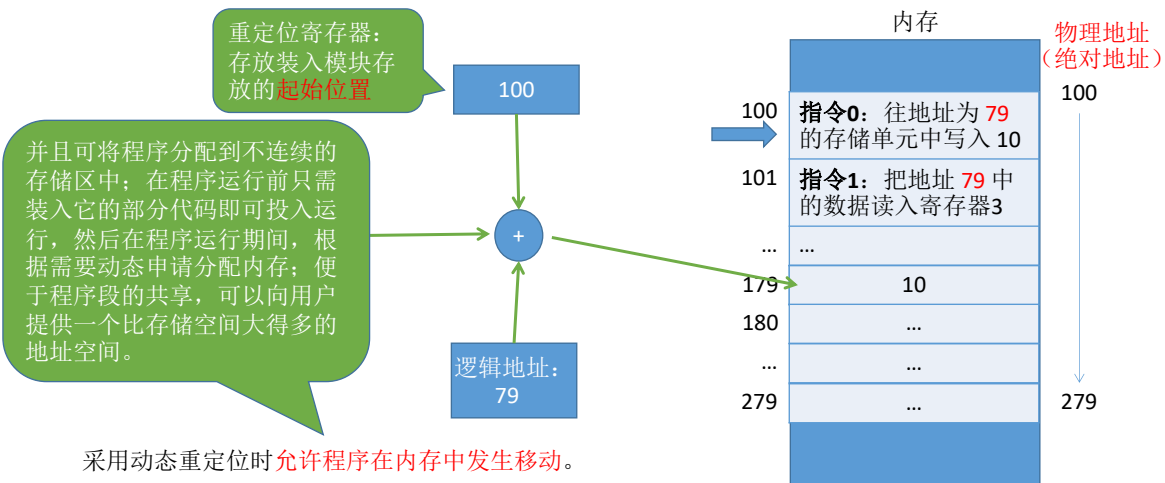 重定位寄存器：
存放装入模块存
放的起始位置
100
并且可将程序分配到不连续的
存储区中；在程序运行前只需
装入它的部分代码即可投入运
行，然后在程序运行期间，根
据需要动态申请分配内存；便
于程序段的共享，可以向用户
提供一个比存储空间大得多的
地址空间。
+
逻辑地址：
79
采用动态重定位时允许程序在内存中发生移动。
内存
物理地址
（绝对地址）
100
指令0：往地址为 79
的存储单元中写入 10
101
指令1：把地址 79 中
的数据读入寄存器3
… …
179 10
180 …
… …
279 …
100
279